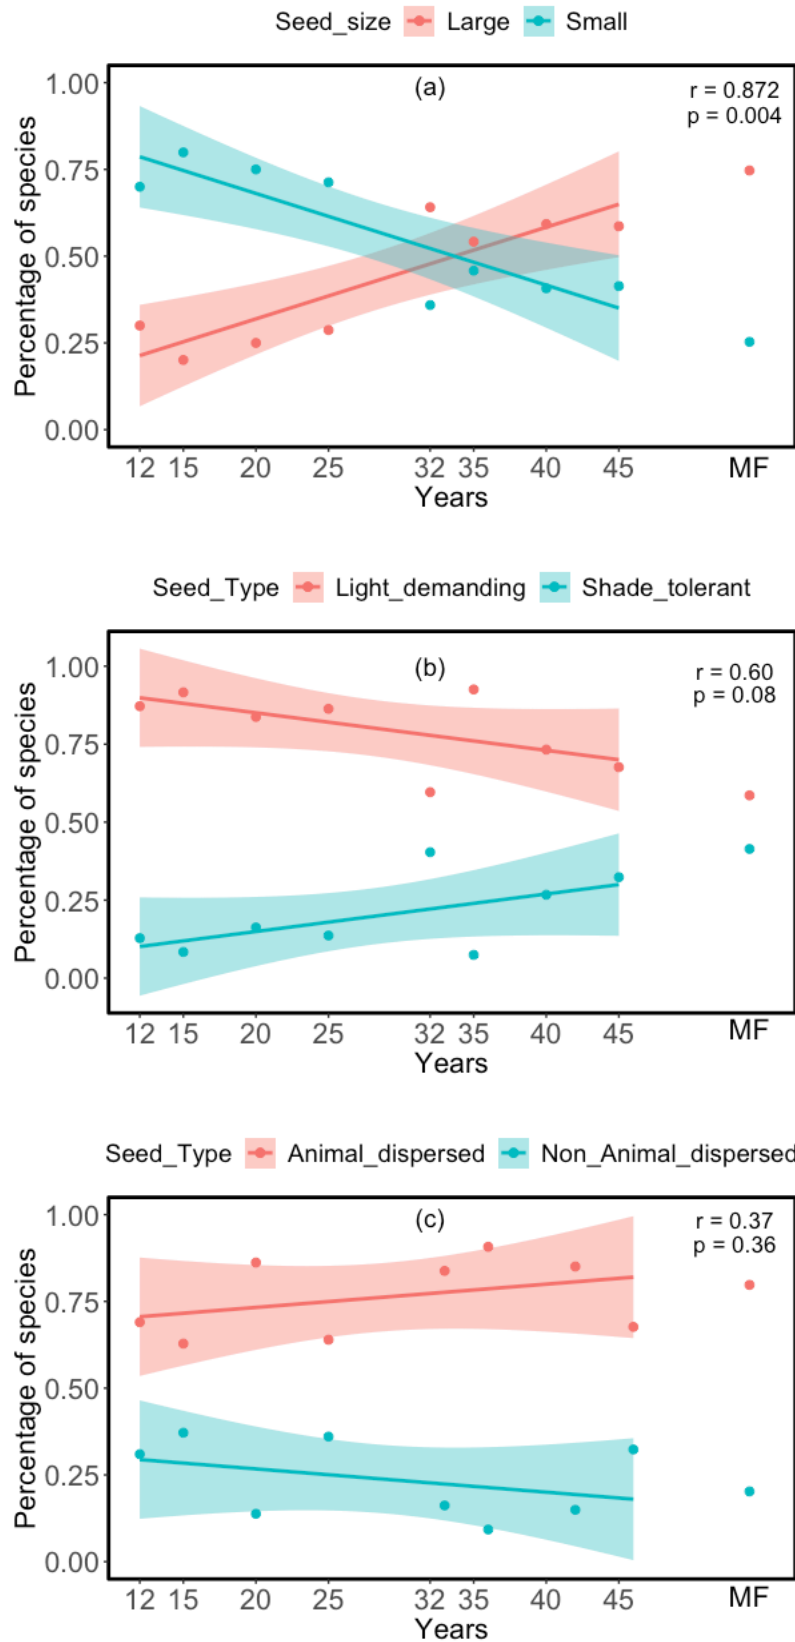 Seed_size Large Small
(a)
r = 0.872
p = 0.004
Percentage of species
1.00
0.75
0.50
0.25
0.00
12 15 20 25 32 35 40 45 MF
Years
Seed_Type Light_demanding Shade_tolerant
(b)
r = 0.60
p = 0.08
Percentage of species
1.00
0.75
0.50
0.25
0.00
12 15 20 25 32 35 40 45 MF
Years
Seed_Type Animal_dispersed Non_Animal_dispersed
(c)
r = 0.37
p = 0.36
Percentage of species
1.00
0.75
0.50
0.25
0.00
12 15 20 25 32 35 40 45 MF
Years